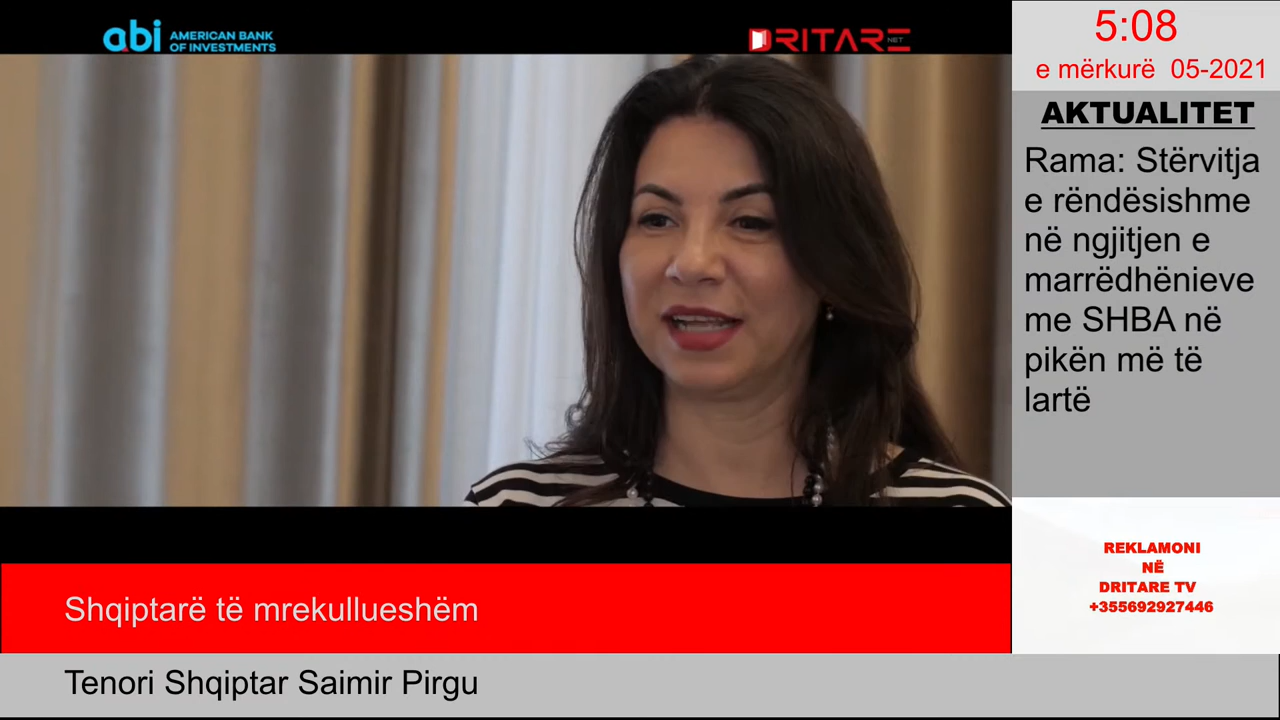 abi AMERICAN BANK
OF INVESTMENTS
DRITARE NET
5:08
e mërkurë 05-2021
AKTUALITET
Rama: Stërvitja
e rëndësishme
në ngjitjen e
marrëdhënieve
me SHBA në
pikën më të
lartë
REKLAMONI
NË
DRITARE TV
+355692927446
Shqiptarë të mrekullueshëm
Tenori Shqiptar Saimir Pirgu